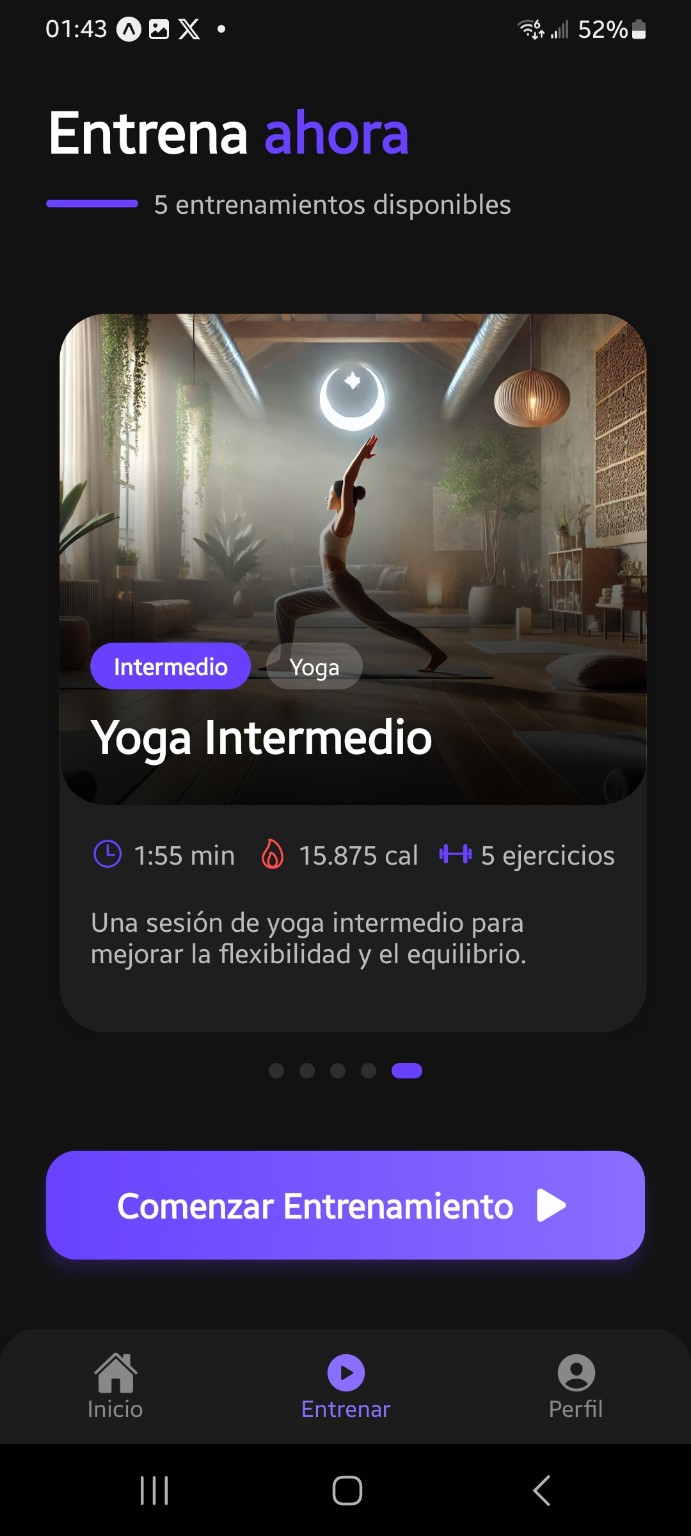 01:43
52%
Entrena ahora
5 entrenamientos disponibles
Intermedio
Yoga
Yoga Intermedio
1:55 min
15.875 cal
5 ejercicios
Una sesión de yoga intermedio para
mejorar la flexibilidad y el equilibrio.
Comenzar Entrenamiento
Inicio
Entrenar
Perfil